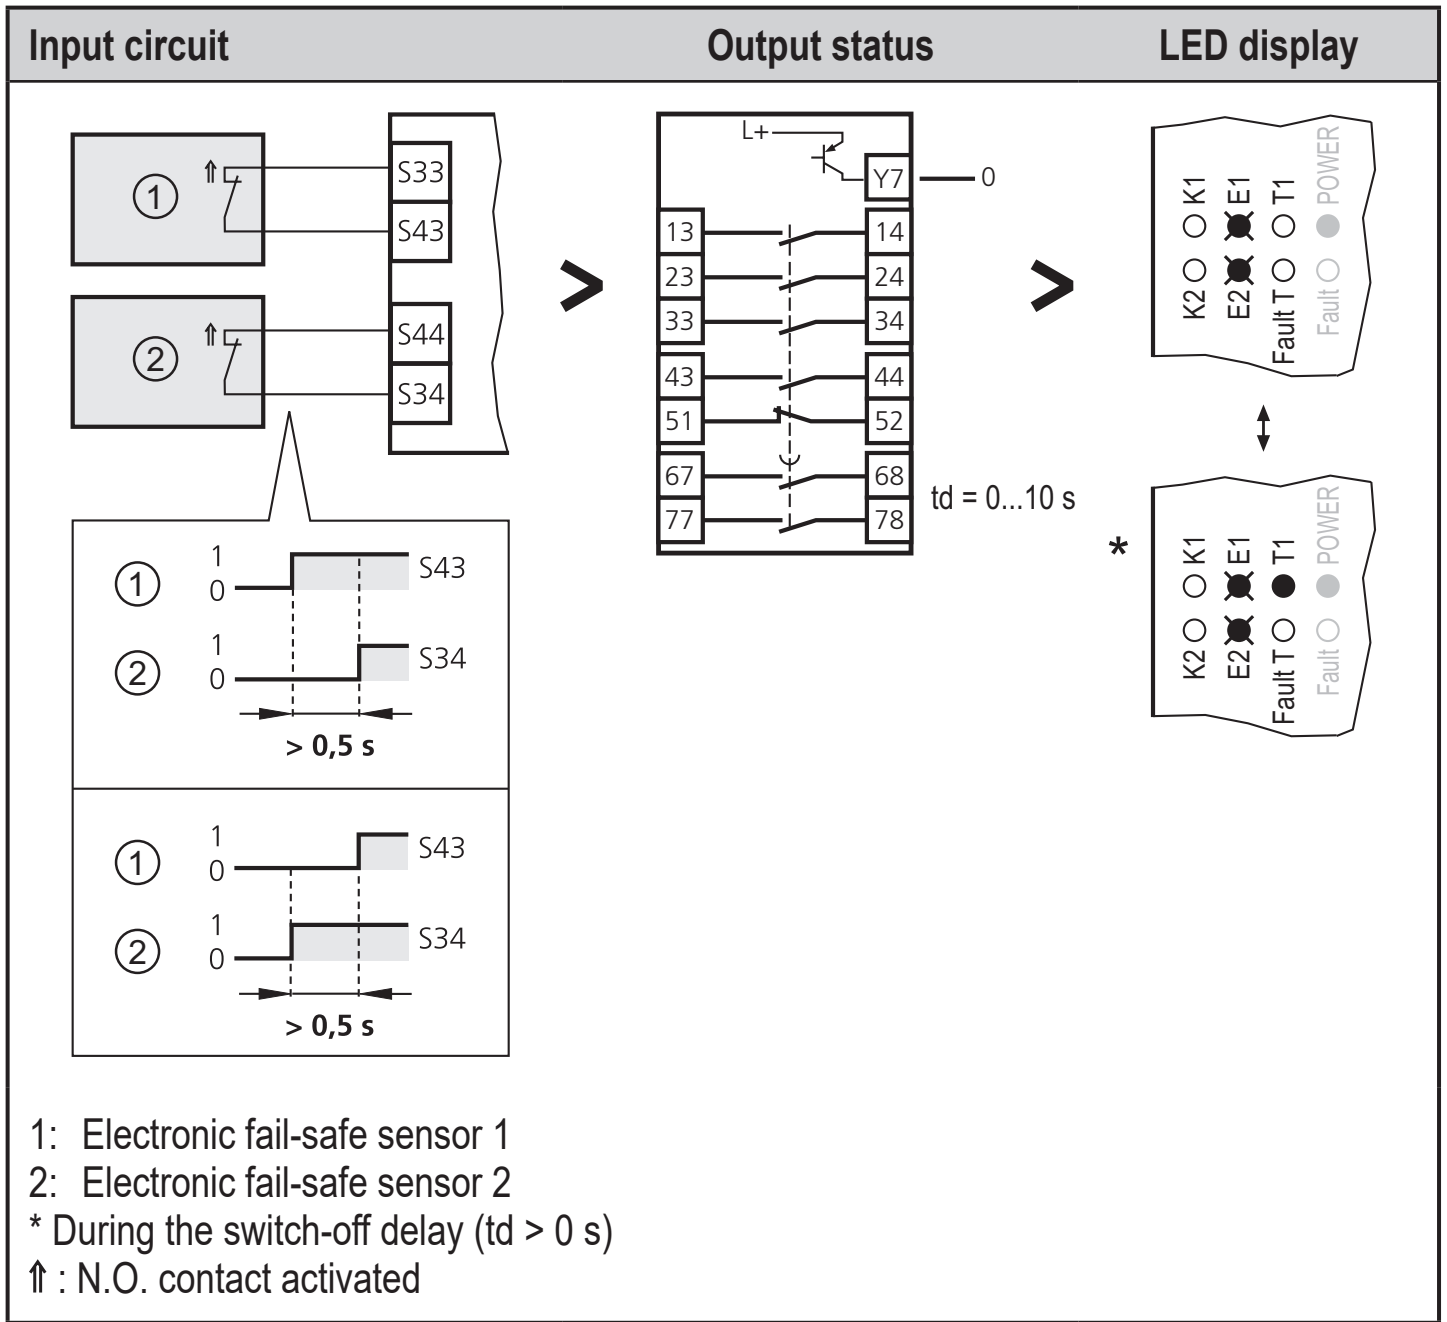 Input circuit Output status LED display
1
S33
S43
2
S44
S34
1
1
0
S43
2
1
0
S34
> 0,5 s
1
1
0
S43
2
1
0
S34
> 0,5 s
L+
Y7 0
13 14
23 24
33 34
43 44
51 52
67 68
77 78
td = 0...10 s
K1 E1 T1 POWER
K2 E2 Fault T Fault
*
K1 E1 T1 POWER
K2 E2 Fault T Fault
1: Electronic fail-safe sensor 1
2: Electronic fail-safe sensor 2
* During the switch-off delay (td > 0 s)
⇑ : N.O. contact activated